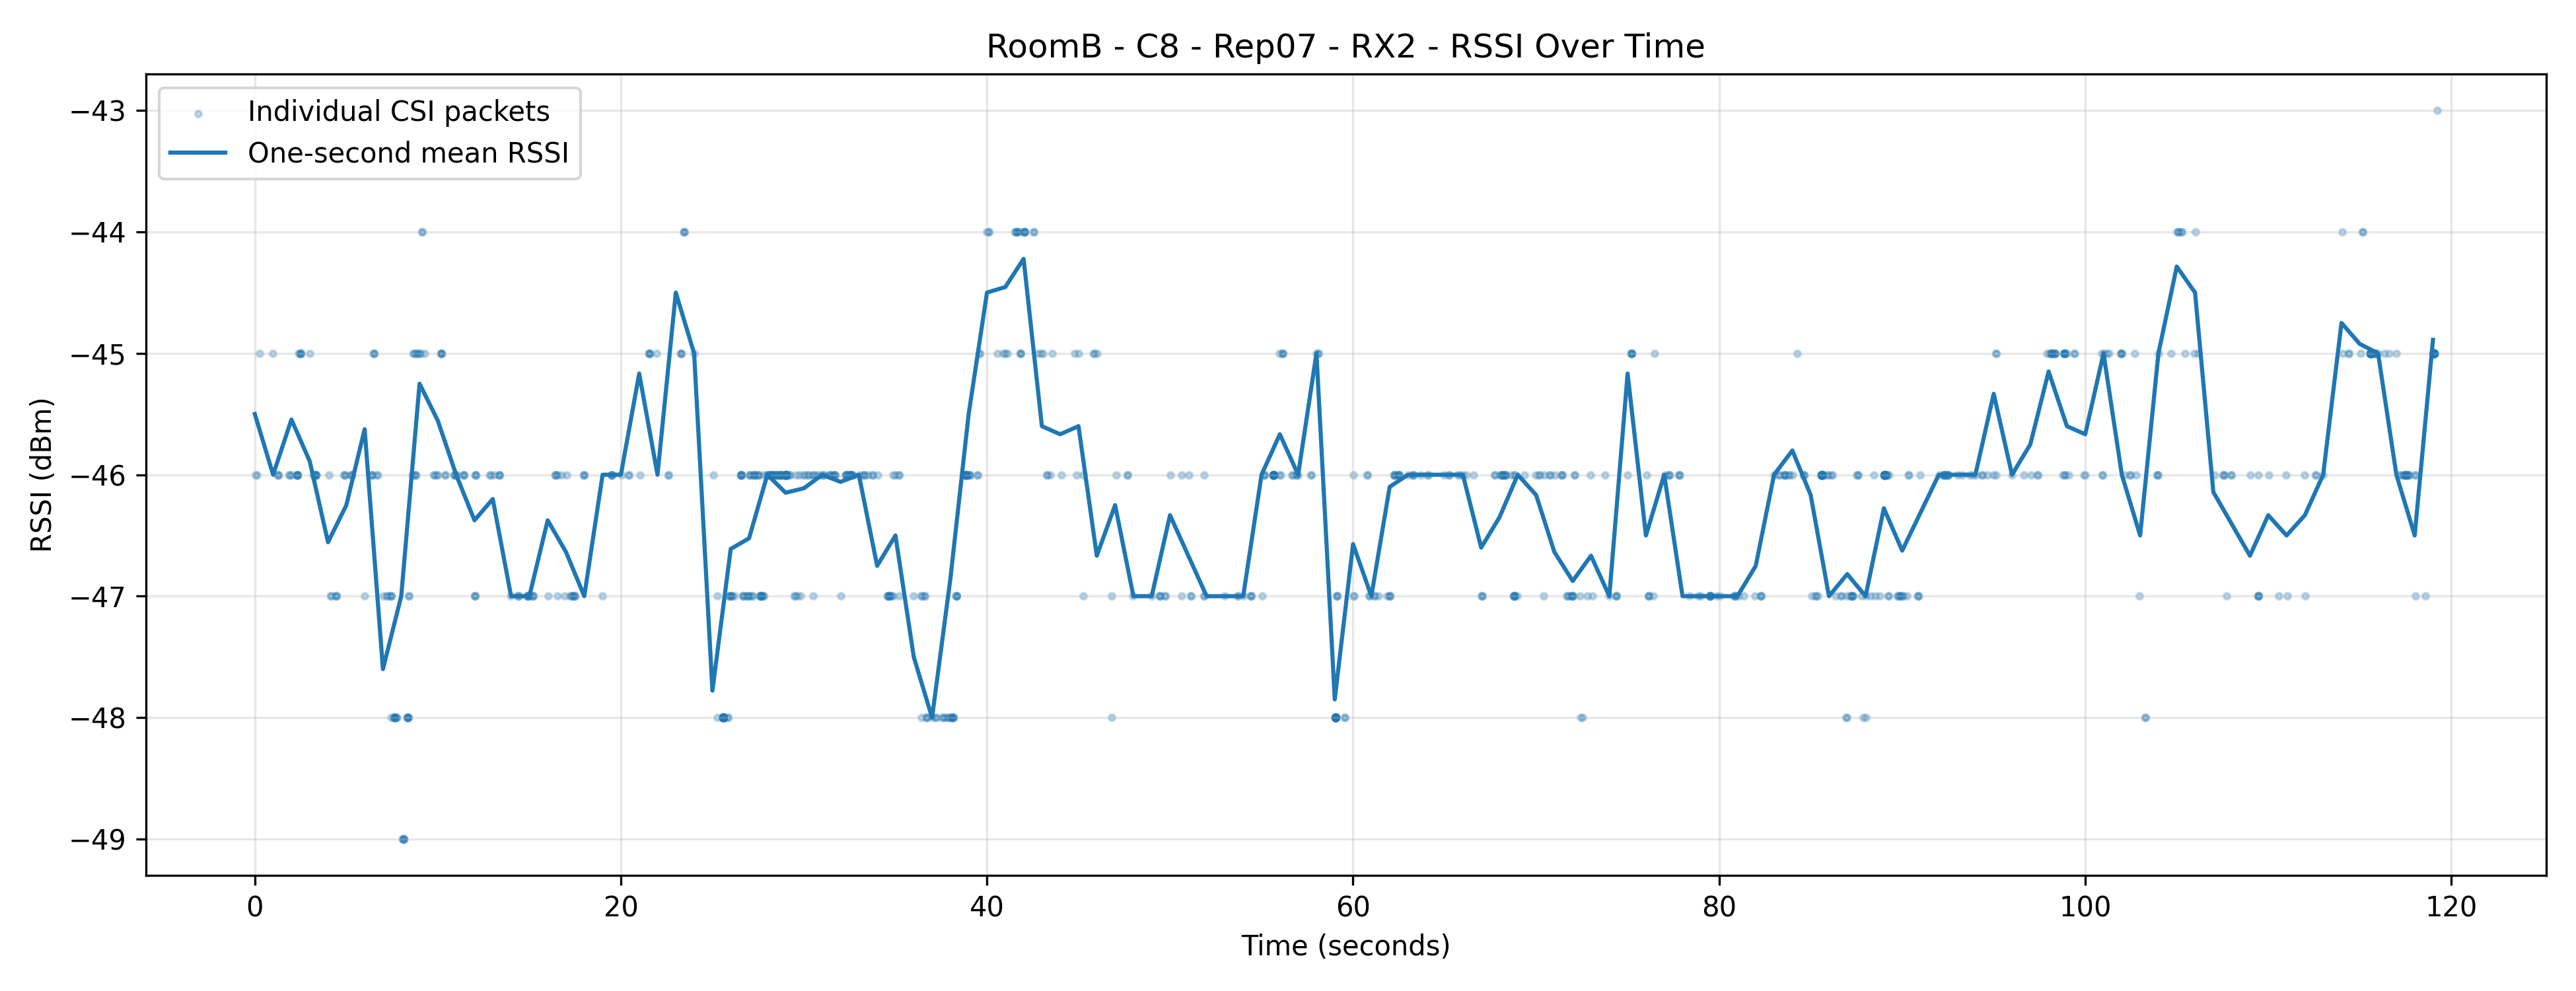 RoomB - C8 - Rep07 - RX2 - RSSI Over Time
Individual CSI packets
One-second mean RSSI
RSSI (dBm)
−43
−44
−45
−46
−47
−48
−49
0 20 40 60 80 100 120
Time (seconds)